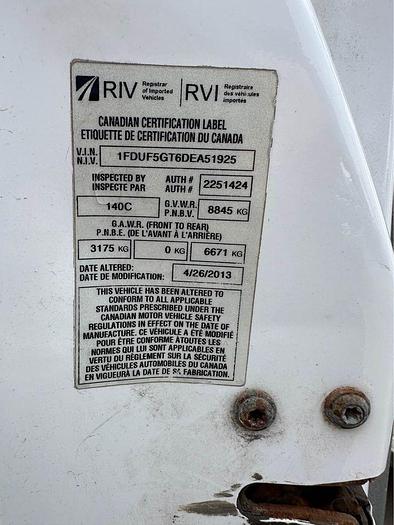 RIV Registrar of Imported Vehicles RVI Registraire des véhicules importés
CANADIAN CERTIFICATION LABEL
ETIQUETTE DE CERTIFICATION DU CANADA
V.I.N. N.I.V. 1FDUF5GT6DEA51925
INSPECTED BY AUTH # 2251424
INSPECTE PAR AUTH #
140C G.V.W.R. P.N.B.V. 8845 KG
G.A.W.R. (FRONT TO REAR)
P.N.B.E. (DE L'AVANT À L'ARRIÈRE)
3175 KG 0 KG 6671 KG
DATE ALTERED: 4/26/2013
DATE DE MODIFICATION:
THIS VEHICLE HAS BEEN ALTERED TO
CONFORM TO ALL APPLICABLE
STANDARDS PRESCRIBED UNDER THE
CANADIAN MOTOR VEHICLE SAFETY
REGULATIONS IN EFFECT ON THE DATE OF
MANUFACTURE. CE VÉHICULE A ÉTÉ MODIFIÉ
POUR ÊTRE CONFORME ÀTOUTES LES
NORMES QUI LUI SONT APPLICABLES EN
VERTU DU RÈGLEMENT SUR LA SÉCURITÉ
DES VÉHICULES AUTOMOBILES DU CANADA
EN VIGUEUR À LA DATE DE SA FABRICATION.